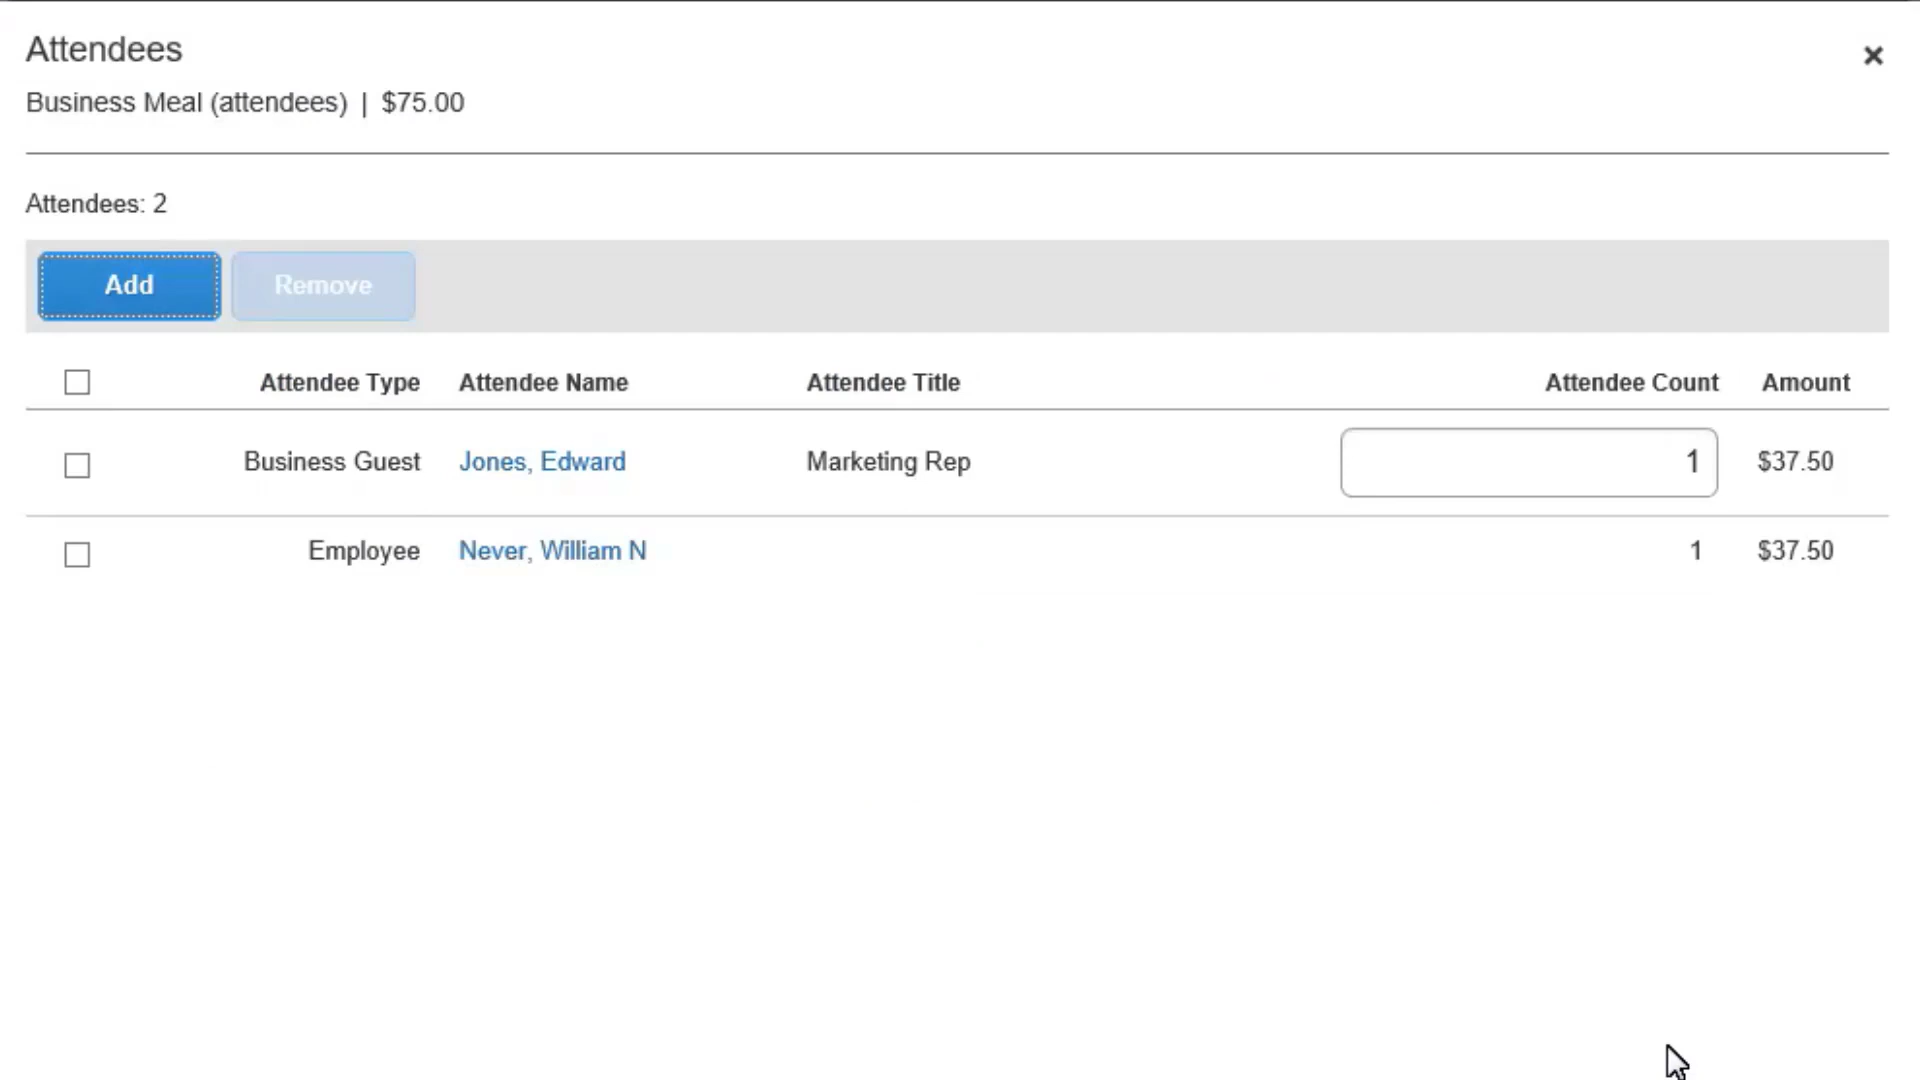 Attendees
Business Meal (attendees) | $75.00
Attendees: 2
Add Remove
Attendee Type Attendee Name Attendee Title Attendee Count Amount
Business Guest Jones, Edward Marketing Rep 1 $37.50
Employee Never, William N 1 $37.50